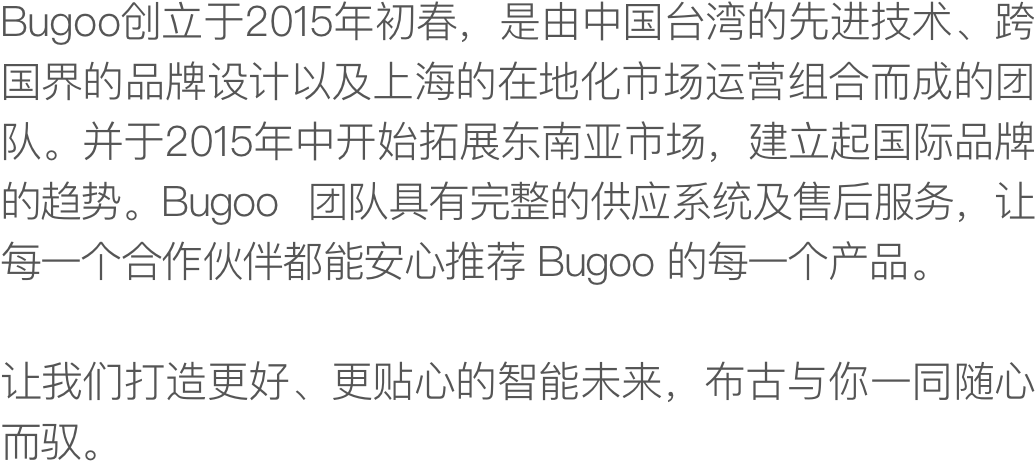 Bugoo创立于2015年初春，是由中国台湾的先进技术、跨
国界的品牌设计以及上海的在地化市场运营组合而成的团
队。并于2015年中开始拓展东南亚市场，建立起国际品牌
的趋势。Bugoo 团队具有完整的供应系统及售后服务，让
每一个合作伙伴都能安心推荐 Bugoo 的每一个产品。
让我们打造更好、更贴心的智能未来，布古与你一同随心
而驭。